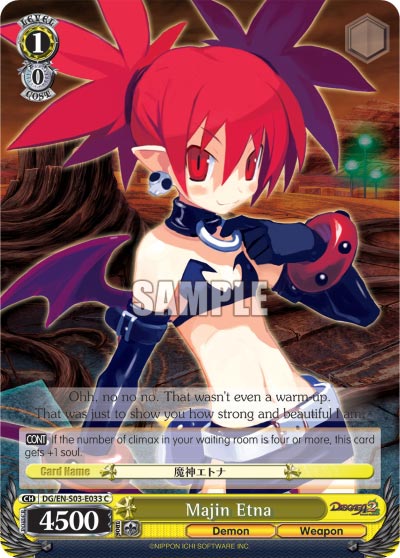 LEVEL
1
0
COST
SAMPLE
Ohh, no no no. That wasn't even a warm-up.
That was just to show you how strong and beautiful I am.
CONT If the number of climax in your waiting room is four or more, this card
gets +1 soul.
Card Name
魔神エトナ
CH DG/EN-S03-E033 C
POWER
4500
SOUL
Majin Etna
DISGAEA 2
Demon
Weapon
©NIPPON ICHI SOFTWARE INC.